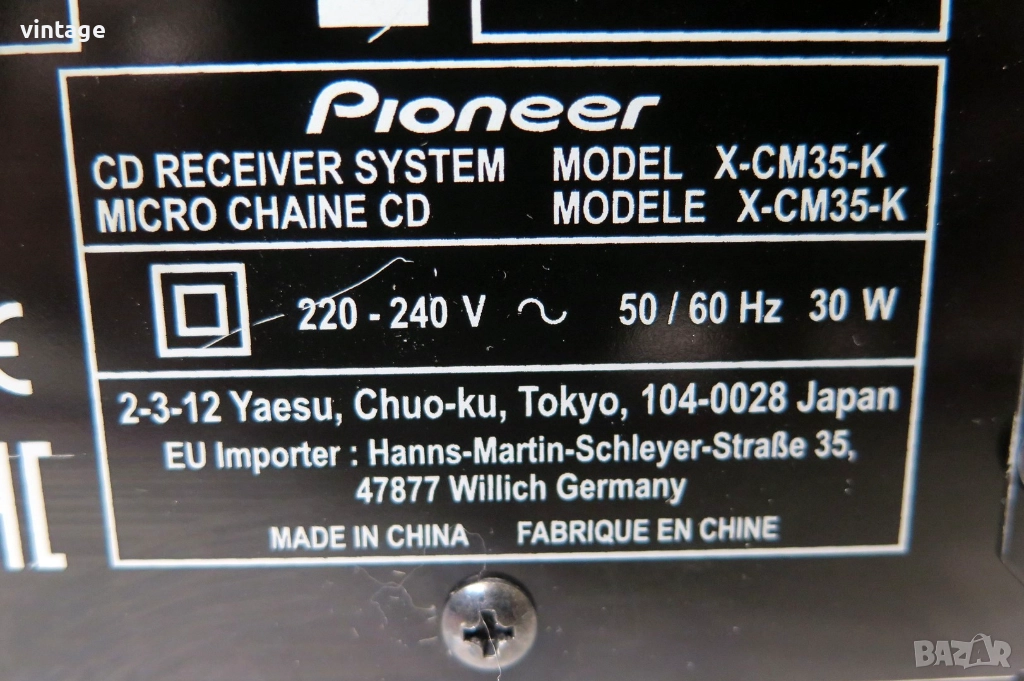 vintage
Pioneer
CD RECEIVER SYSTEM MODEL X-CM35-K
MICRO CHAINE CD MODELE X-CM35-K
220 - 240 V ~ 50 / 60 Hz 30 W
2-3-12 Yaesu, Chuo-ku, Tokyo, 104-0028 Japan
EU Importer : Hanns-Martin-Schleyer-Straße 35,
47877 Willich Germany
MADE IN CHINA FABRIQUE EN CHINE
BAZAR